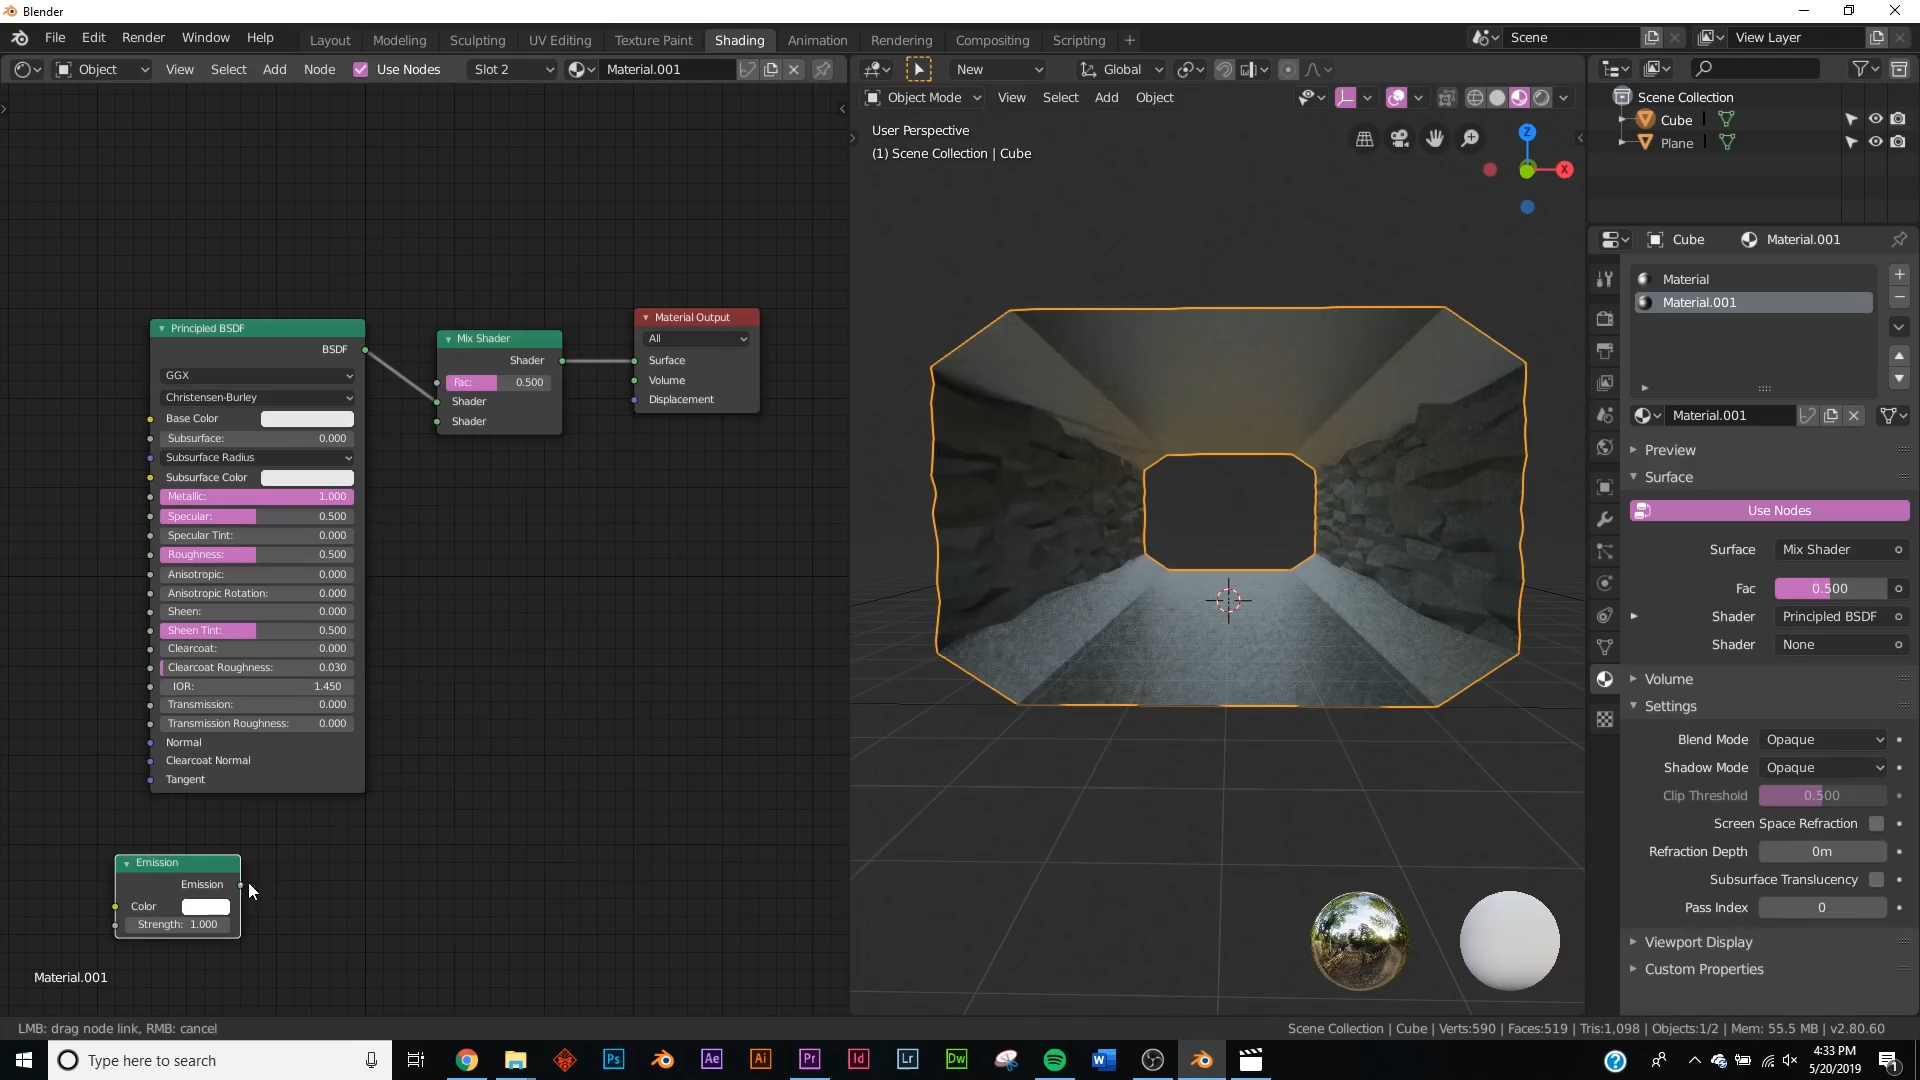 Blender
File Edit Render Window Help Layout Modeling Sculpting UV Editing Texture Paint Shading Animation Rendering Compositing Scripting + Scene View Layer
Object View Select Add Node Use Nodes Slot 2 Material.001 New Global
Object Mode View Select Add Object
User Perspective
(1) Scene Collection | Cube
Z
X
Scene Collection
Cube
Plane
Cube Material.001
Material
Material.001
Material.001
Preview
Surface
Use Nodes
Surface Mix Shader
Fac 0.500
Shader Principled BSDF
Shader None
Volume
Settings
Blend Mode Opaque
Shadow Mode Opaque
Clip Threshold 0.500
Screen Space Refraction
Refraction Depth 0m
Subsurface Translucency
Pass Index 0
Viewport Display
Custom Properties
Principled BSDF
BSDF
GGX
Christensen-Burley
Base Color
Subsurface: 0.000
Subsurface Radius
Subsurface Color
Metallic: 1.000
Specular: 0.500
Specular Tint: 0.000
Roughness: 0.500
Anisotropic: 0.000
Anisotropic Rotation: 0.000
Sheen: 0.000
Sheen Tint: 0.500
Clearcoat: 0.000
Clearcoat Roughness: 0.030
IOR: 1.450
Transmission: 0.000
Transmission Roughness: 0.000
Normal
Clearcoat Normal
Tangent
Mix Shader
Shader
Fac: 0.500
Shader
Shader
Material Output
All
Surface
Volume
Displacement
Emission
Emission
Color
Strength: 1.000
Material.001
LMB: drag node link, RMB: cancel
Scene Collection | Cube | Verts:590 | Faces:519 | Tris:1,098 | Objects:1/2 | Mem: 55.5 MB | v2.80.60
Type here to search
Ps Ae Ai Pr Id Lr Dw W
4:33 PM
5/20/2019
1